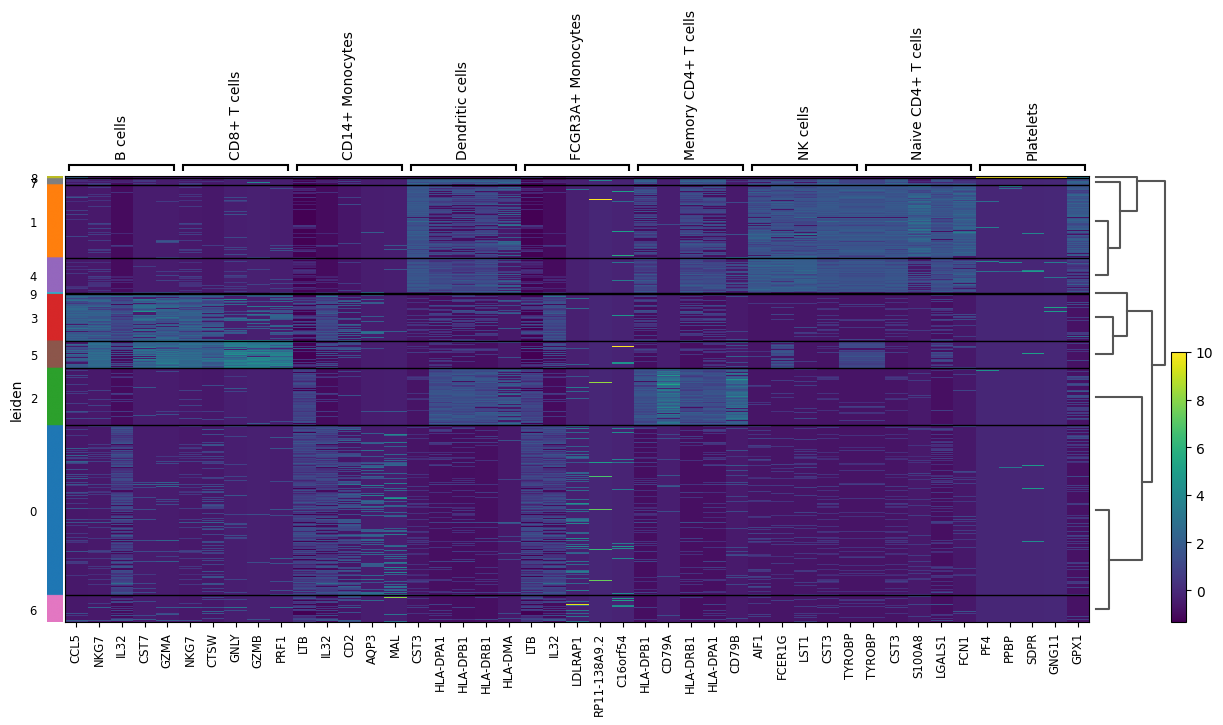 B cells
CD8+ T cells
CD14+ Monocytes
Dendritic cells
FCGR3A+ Monocytes
Memory CD4+ T cells
NK cells
Naive CD4+ T cells
Platelets
leiden
8
7
1
4
9
3
5
2
0
6
10
8
6
4
2
0
CCL5
NKG7
IL32
CST7
GZMA
NKG7
CTSW
GNLY
GZMB
PRF1
LTB
IL32
CD2
AQP3
MAL
CST3
HLA-DPA1
HLA-DPB1
HLA-DRB1
HLA-DMA
LTB
IL32
LDLRAP1
RP11-138A9.2
C16orf54
HLA-DPB1
CD79A
HLA-DRB1
HLA-DPA1
CD79B
AIF1
FCER1G
LST1
CST3
TYROBP
TYROBP
CST3
S100A8
LGALS1
FCN1
PF4
PPBP
SDPR
GNG11
GPX1